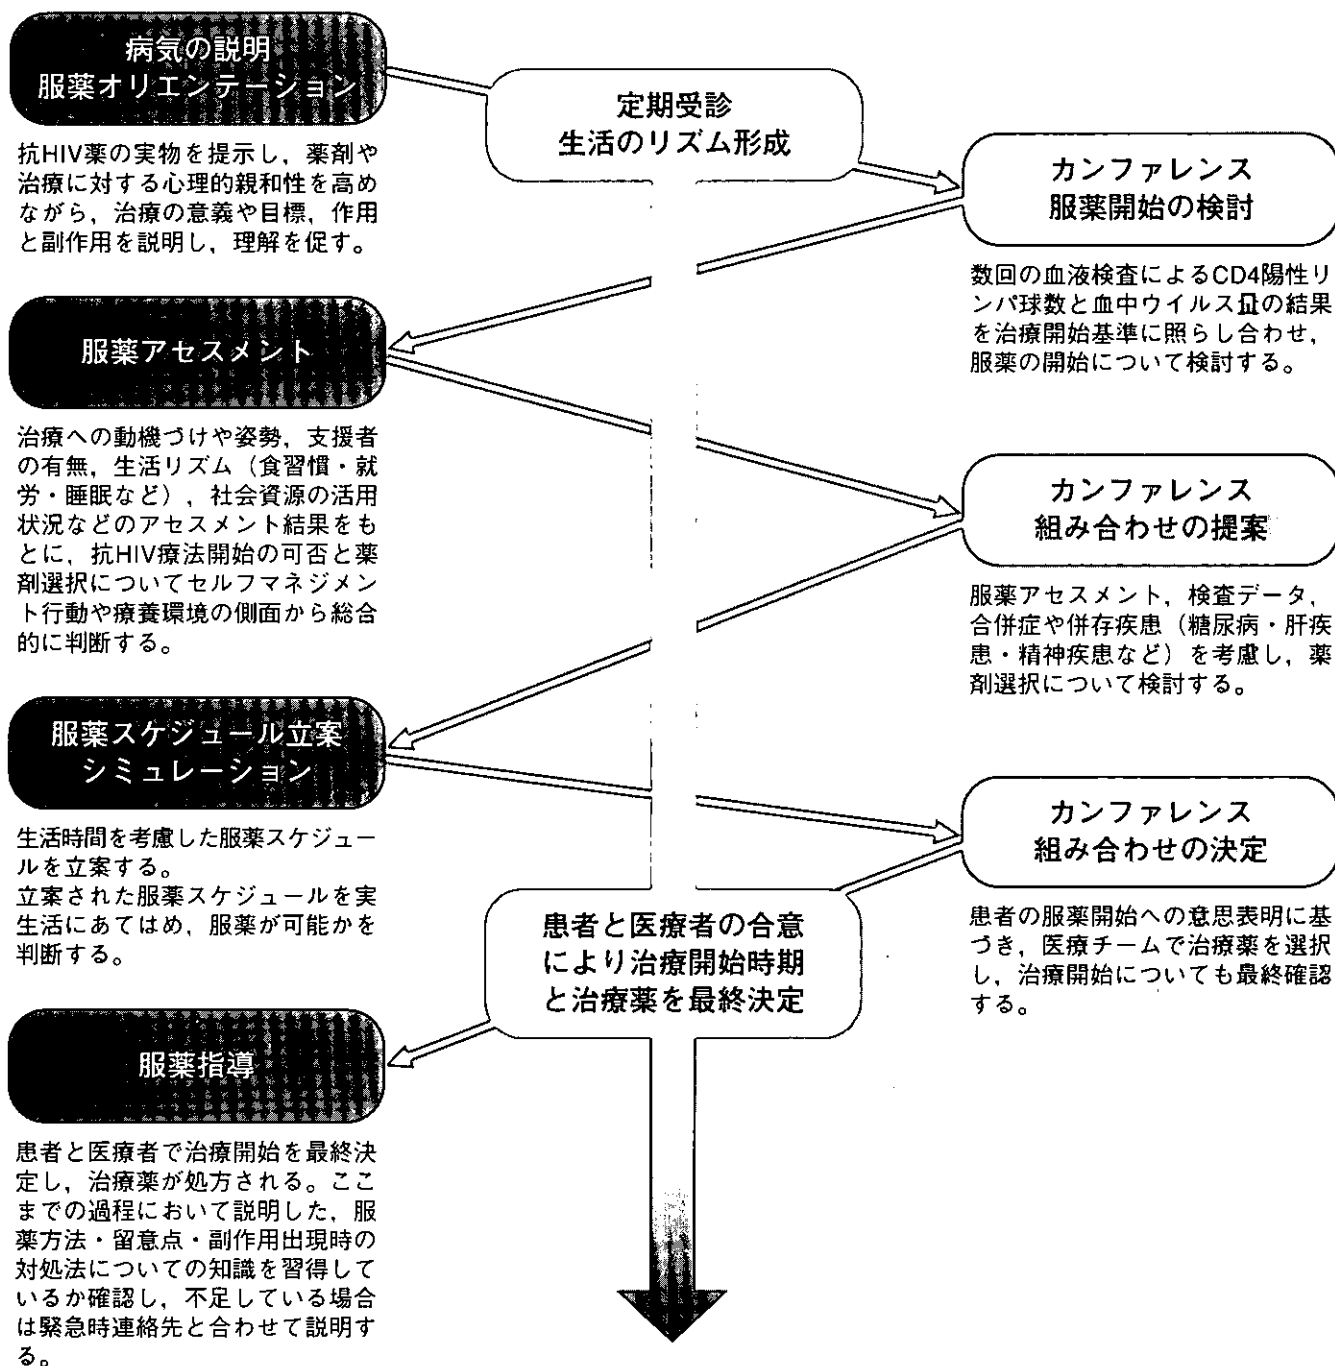 病気の説明
服薬オリエンテーション
抗HIV薬の実物を提示し，薬剤や
治療に対する心理的親和性を高め
ながら，治療の意義や目標，作用
と副作用を説明し，理解を促す。
定期受診
生活のリズム形成
カンファレンス
服薬開始の検討
数回の血液検査によるCD4陽性リ
ンパ球数と血中ウイルス量の結果
を治療開始基準に照らし合わせ，
服薬の開始について検討する。
服薬アセスメント
治療への動機づけや姿勢，支援者
の有無，生活リズム（食習慣・就
労・睡眠など），社会資源の活用
状況などのアセスメント結果をも
とに，抗HIV療法開始の可否と薬
剤選択についてセルフマネジメン
ト行動や療養環境の側面から総合
的に判断する。
カンファレンス
組み合わせの提案
服薬アセスメント，検査データ，
合併症や併存疾患（糖尿病・肝疾
患・精神疾患など）を考慮し，薬
剤選択について検討する。
服薬スケジュール立案
シミュレーション
生活時間を考慮した服薬スケジュー
ルを立案する。
立案された服薬スケジュールを実
生活にあてはめ，服薬が可能かを
判断する。
カンファレンス
組み合わせの決定
患者の服薬開始への意思表明に基
づき，医療チームで治療薬を選択
し，治療開始についても最終確認
する。
患者と医療者の合意
により治療開始時期
と治療薬を最終決定
服薬指導
患者と医療者で治療開始を最終決
定し，治療薬が処方される。ここ
までの過程において説明した，服
薬方法・留意点・副作用出現時の
対処法についての知識を習得して
いるか確認し，不足している場合
は緊急時連絡先と合わせて説明す
る。